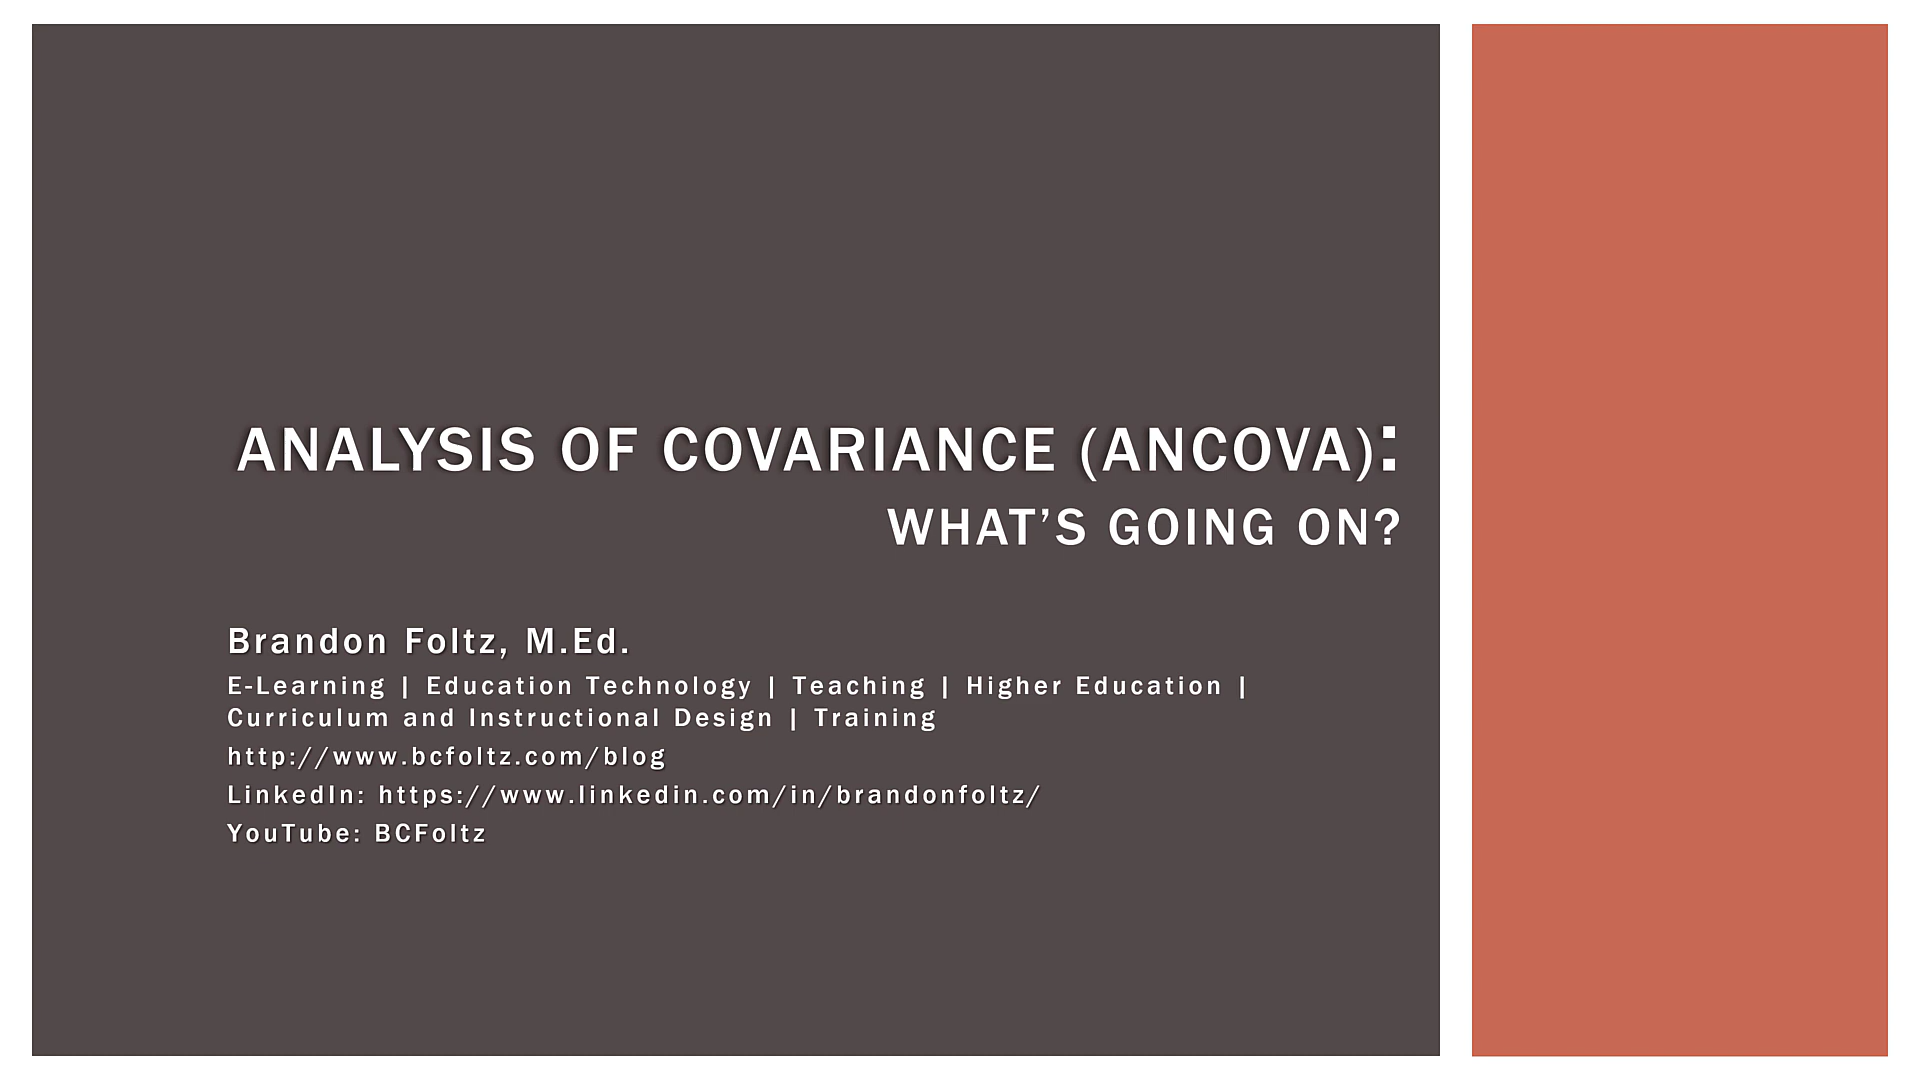 ANALYSIS OF COVARIANCE (ANCOVA):
WHAT’S GOING ON?
Brandon Foltz, M.Ed.
E-Learning | Education Technology | Teaching | Higher Education |
Curriculum and Instructional Design | Training
http://www.bcfoltz.com/blog
LinkedIn: https://www.linkedin.com/in/brandonfoltz/
YouTube: BCFoltz